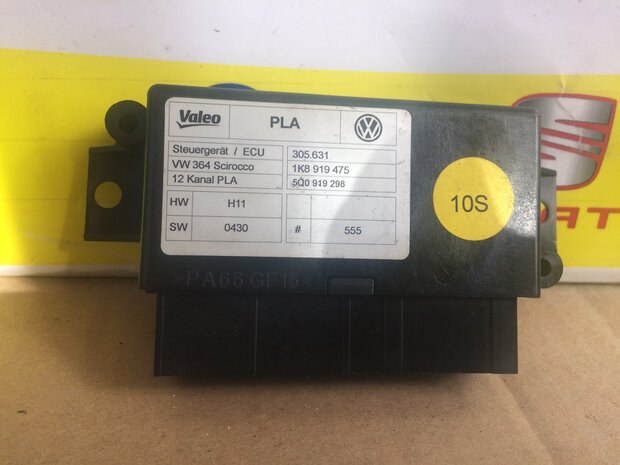 Valeo PLA
Steuergerät / ECU 305.631
VW 364 Scirocco 1K8 919 475
12 Kanal PLA 5Q0 919 298
HW H11
SW 0430 # 555
10S
>PA66 GF15<